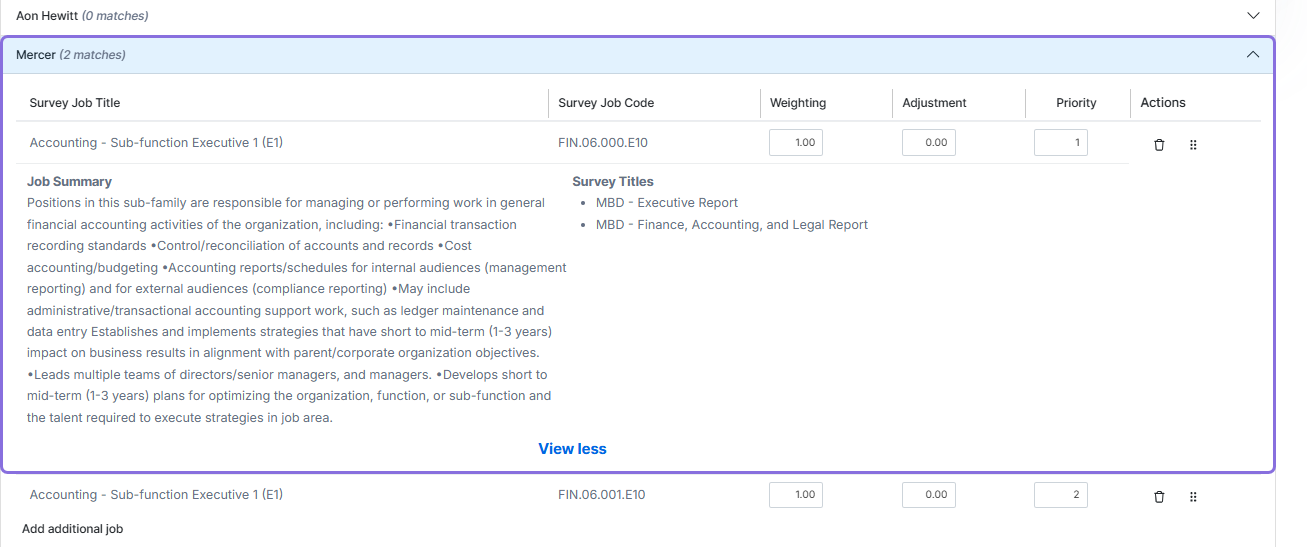 Aon Hewitt (0 matches)
Mercer (2 matches)
Survey Job Title Survey Job Code Weighting Adjustment Priority Actions
Accounting - Sub-function Executive 1 (E1) FIN.06.000.E10 1.00 0.00 1
Job Summary Survey Titles
Positions in this sub-family are responsible for managing or performing work in general • MBD - Executive Report
financial accounting activities of the organization, including: •Financial transaction • MBD - Finance, Accounting, and Legal Report
recording standards •Control/reconciliation of accounts and records •Cost
accounting/budgeting •Accounting reports/schedules for internal audiences (management
reporting) and for external audiences (compliance reporting) •May include
administrative/transactional accounting support work, such as ledger maintenance and
data entry Establishes and implements strategies that have short to mid-term (1-3 years)
impact on business results in alignment with parent/corporate organization objectives.
•Leads multiple teams of directors/senior managers, and managers. •Develops short to
mid-term (1-3 years) plans for optimizing the organization, function, or sub-function and
the talent required to execute strategies in job area.
View less
Accounting - Sub-function Executive 1 (E1) FIN.06.001.E10 1.00 0.00 2
Add additional job